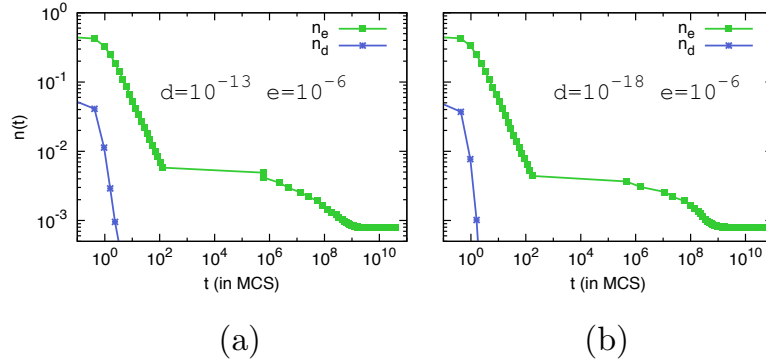 n(t)
10^0
10^-1
10^-2
10^-3
n_e
n_d
d=10^-13 e=10^-6
10^0 10^2 10^4 10^6 10^8 10^10
t (in MCS)
(a)
n_e
n_d
d=10^-18 e=10^-6
10^0 10^2 10^4 10^6 10^8 10^10
t (in MCS)
(b)